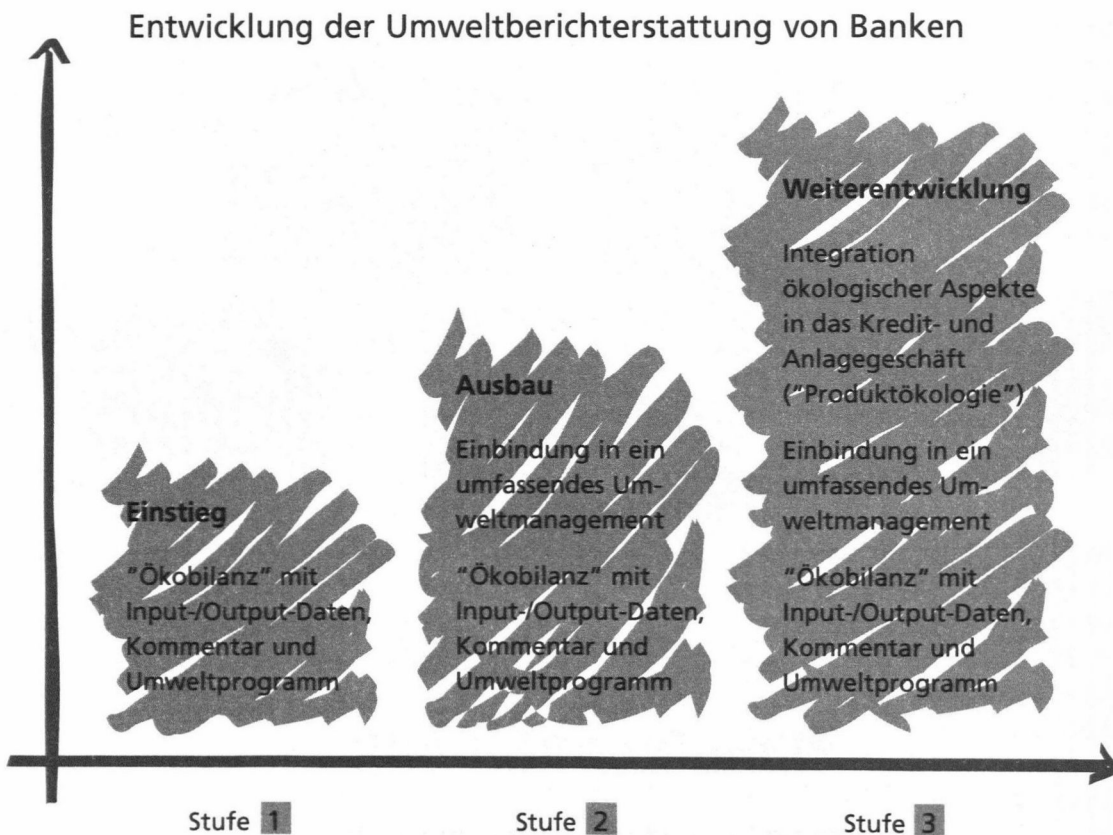 Entwicklung der Umweltberichterstattung von Banken
Einstieg
"Ökobilanz" mit
Input-/Output-Daten,
Kommentar und
Umweltprogramm
Stufe 1
Ausbau
Einbindung in ein
umfassendes Um-
weltmanagement
"Ökobilanz" mit
Input-/Output-Daten,
Kommentar und
Umweltprogramm
Stufe 2
Weiterentwicklung
Integration
ökologischer Aspekte
in das Kredit- und
Anlagegeschäft
("Produktökologie")
Einbindung in ein
umfassendes Um-
weltmanagement
"Ökobilanz" mit
Input-/Output-Daten,
Kommentar und
Umweltprogramm
Stufe 3